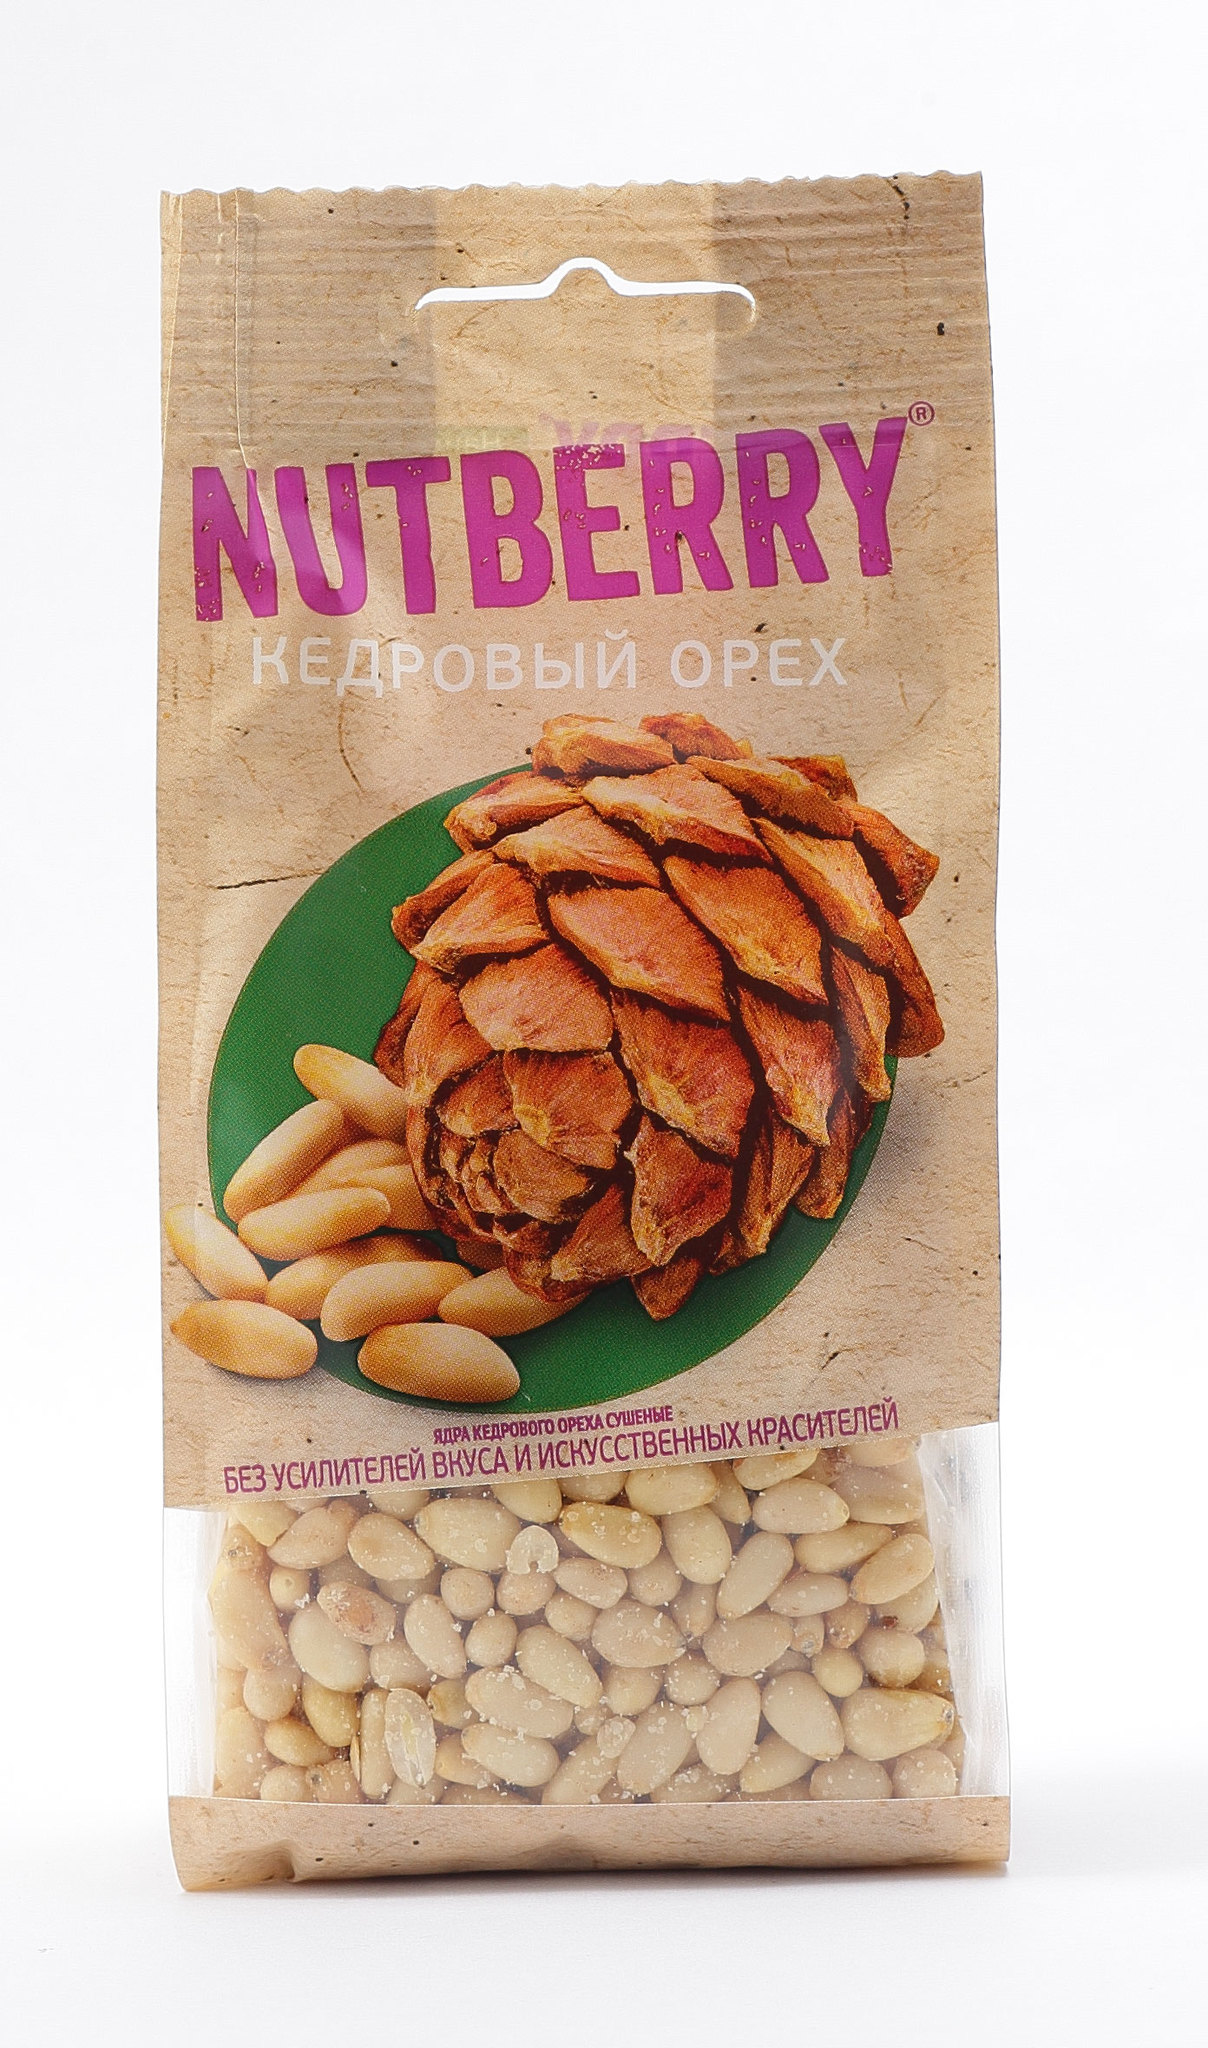 NUTBERRY®
КЕДРОВЫЙ ОРЕХ
ЯДРА КЕДРОВОГО ОРЕХА СУШЕНЫЕ
БЕЗ УСИЛИТЕЛЕЙ ВКУСА И ИСКУССТВЕННЫХ КРАСИТЕЛЕЙ